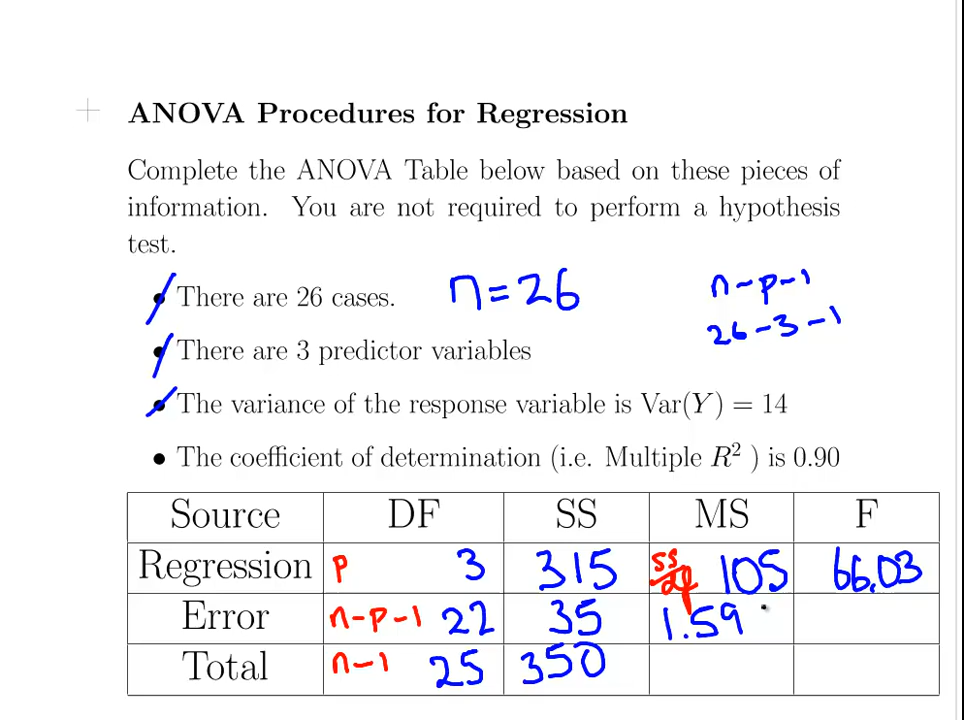 ANOVA Procedures for Regression
Complete the ANOVA Table below based on these pieces of
information. You are not required to perform a hypothesis
test.
• There are 26 cases. n=26 n-p-1
26-3-1
• There are 3 predictor variables
• The variance of the response variable is Var(Y) = 14
• The coefficient of determination (i.e. Multiple R² ) is 0.90
Source DF SS MS F
Regression p 3 315 SS/df 105 66.03
Error n-p-1 22 35 1.59
Total n-1 25 350